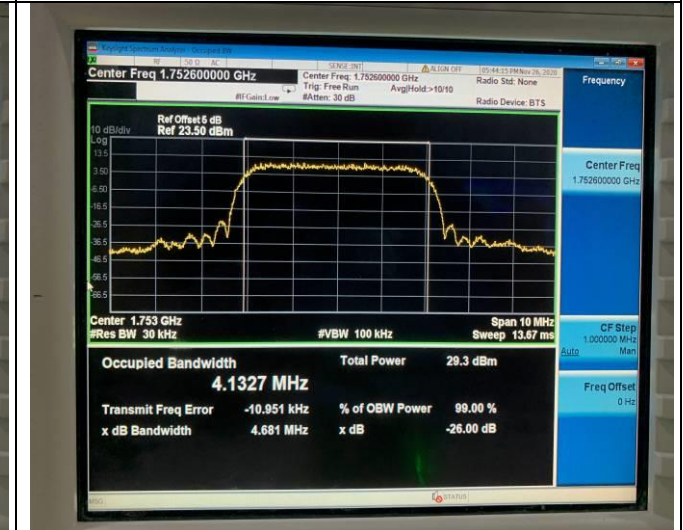 Keysight Spectrum Analyzer - Occupied BW
RF 50 Ω AC SENSE:INT ALIGN OFF 05:44:15 PM Nov 26, 2020
Center Freq 1.752600000 GHz
Center Freq: 1.752600000 GHz
Radio Std: None
Trig: Free Run Avg|Hold:>10/10
#IFGain:Low #Atten: 30 dB
Radio Device: BTS
Frequency
Ref Offset 5 dB
10 dB/div Ref 23.50 dBm
Log
13.5
3.50
-6.50
-16.5
-26.5
-36.5
-46.5
-56.5
-66.5
Center Freq
1.752600000 GHz
Center 1.753 GHz Span 10 MHz
#Res BW 30 kHz #VBW 100 kHz Sweep 13.67 ms
CF Step
1.000000 MHz
Auto Man
Occupied Bandwidth Total Power 29.3 dBm
4.1327 MHz
Transmit Freq Error -10.951 kHz % of OBW Power 99.00 %
x dB Bandwidth 4.681 MHz x dB -26.00 dB
Freq Offset
0 Hz
MSG STATUS